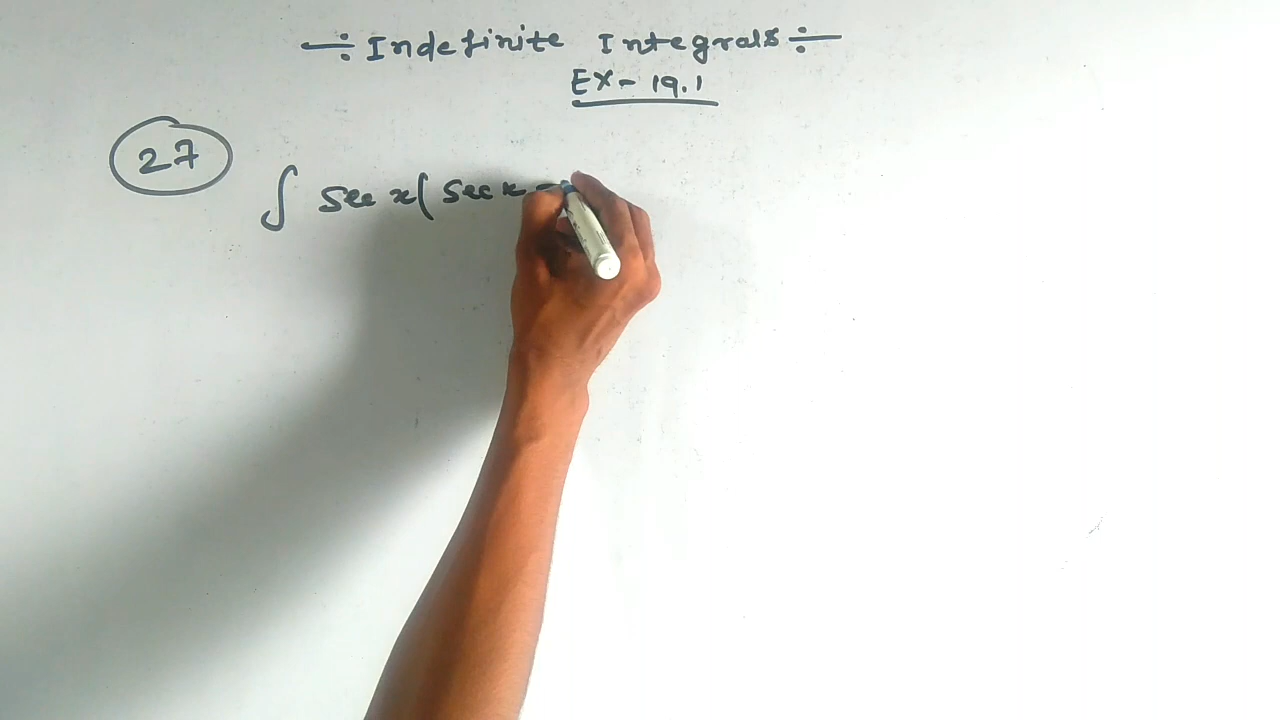 ÷ Indefinite Integrals ÷
EX- 19.1
27
∫ Sec x( Sec x -